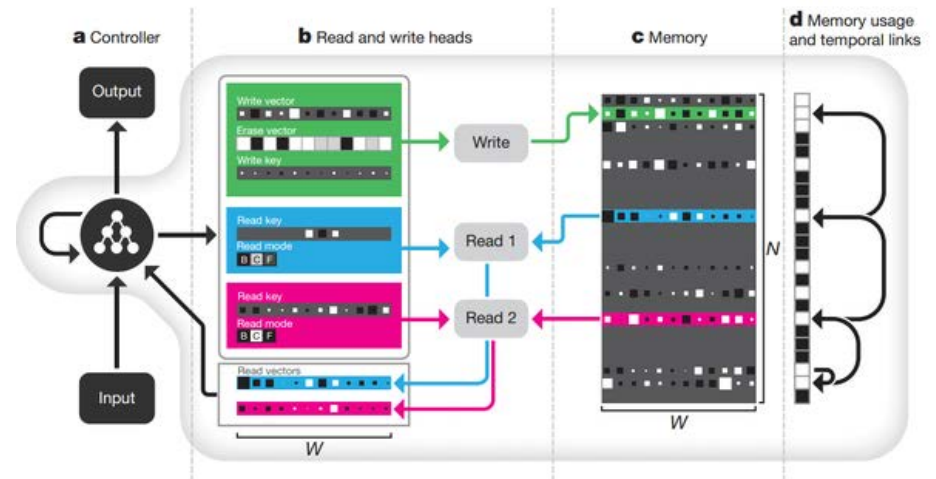 a Controller
b Read and write heads
c Memory
d Memory usage
and temporal links
Output
Input
Write vector
Erase vector
Write key
Read key
Read mode
B C F
Read key
Read mode
B C F
Read vectors
W
Write
Read 1
Read 2
N
W